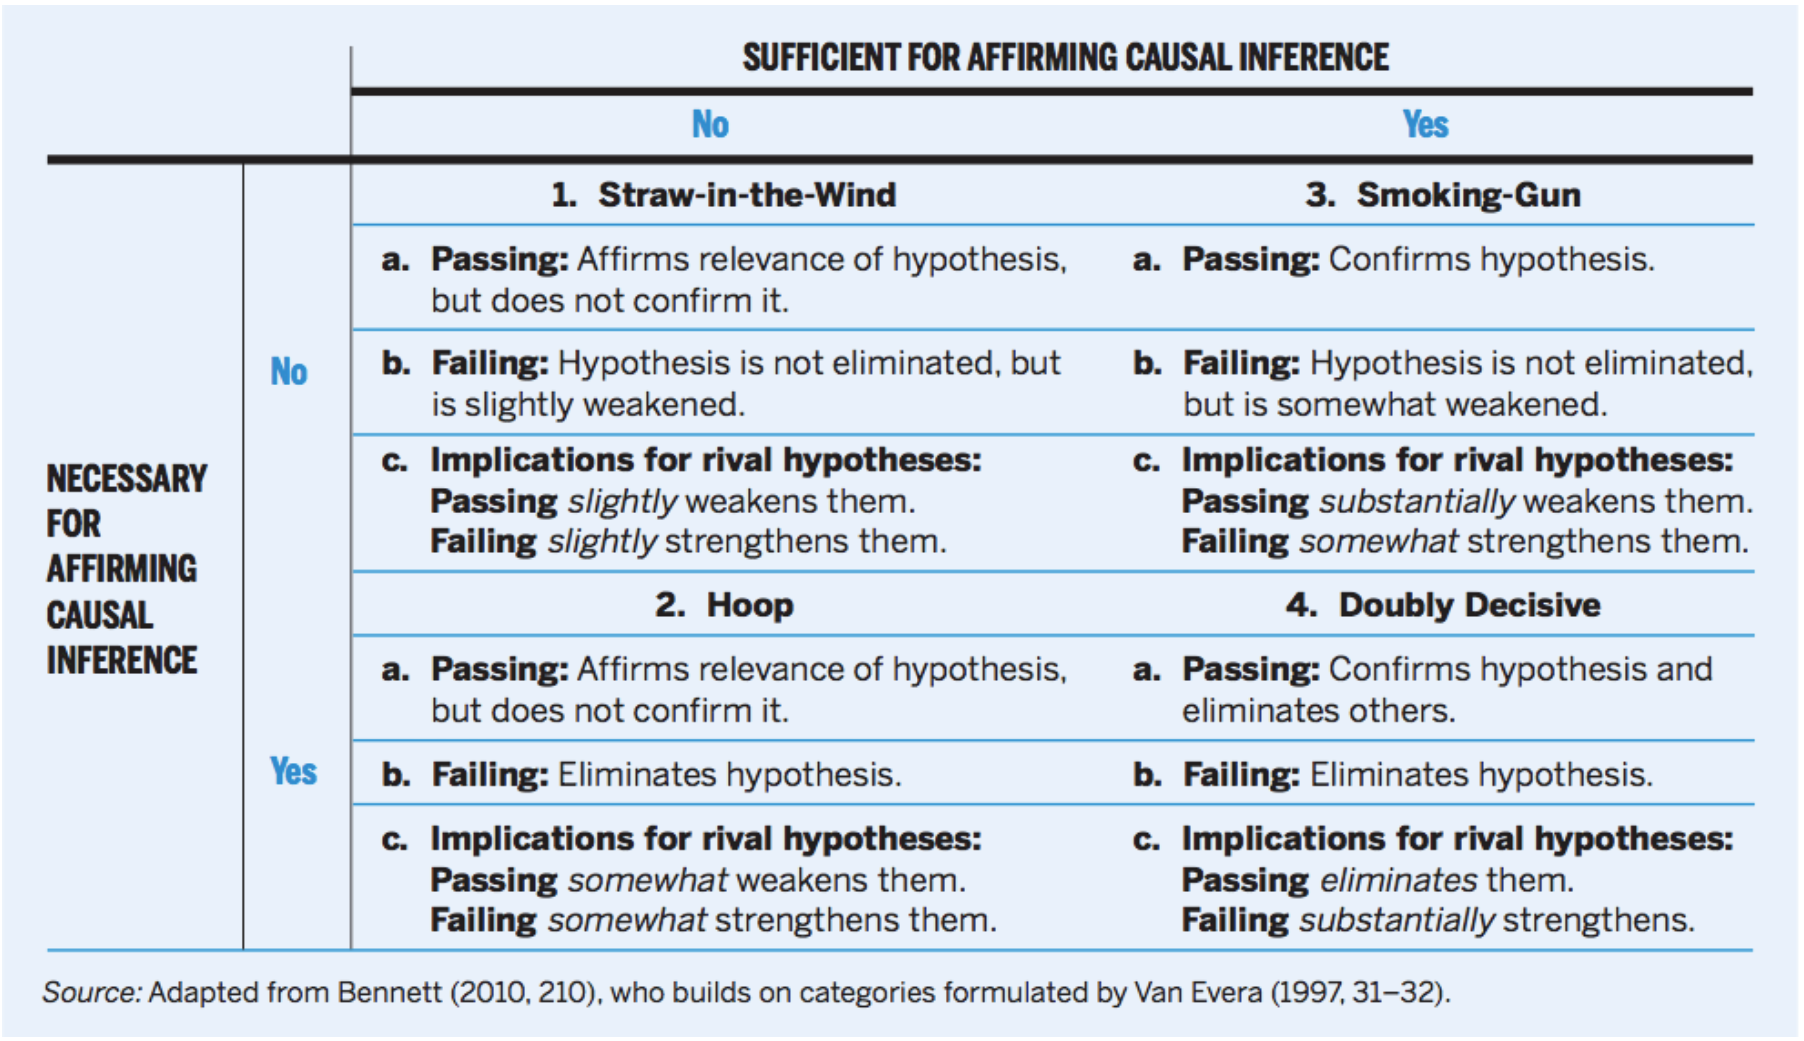 SUFFICIENT FOR AFFIRMING CAUSAL INFERENCE
No
Yes
NECESSARY
FOR
AFFIRMING
CAUSAL
INFERENCE
No
1. Straw-in-the-Wind
a. Passing: Affirms relevance of hypothesis,
but does not confirm it.
b. Failing: Hypothesis is not eliminated, but
is slightly weakened.
c. Implications for rival hypotheses:
Passing slightly weakens them.
Failing slightly strengthens them.
3. Smoking-Gun
a. Passing: Confirms hypothesis.
b. Failing: Hypothesis is not eliminated,
but is somewhat weakened.
c. Implications for rival hypotheses:
Passing substantially weakens them.
Failing somewhat strengthens them.
Yes
2. Hoop
a. Passing: Affirms relevance of hypothesis,
but does not confirm it.
b. Failing: Eliminates hypothesis.
c. Implications for rival hypotheses:
Passing somewhat weakens them.
Failing somewhat strengthens them.
4. Doubly Decisive
a. Passing: Confirms hypothesis and
eliminates others.
b. Failing: Eliminates hypothesis.
c. Implications for rival hypotheses:
Passing eliminates them.
Failing substantially strengthens.
Source: Adapted from Bennett (2010, 210), who builds on categories formulated by Van Evera (1997, 31–32).